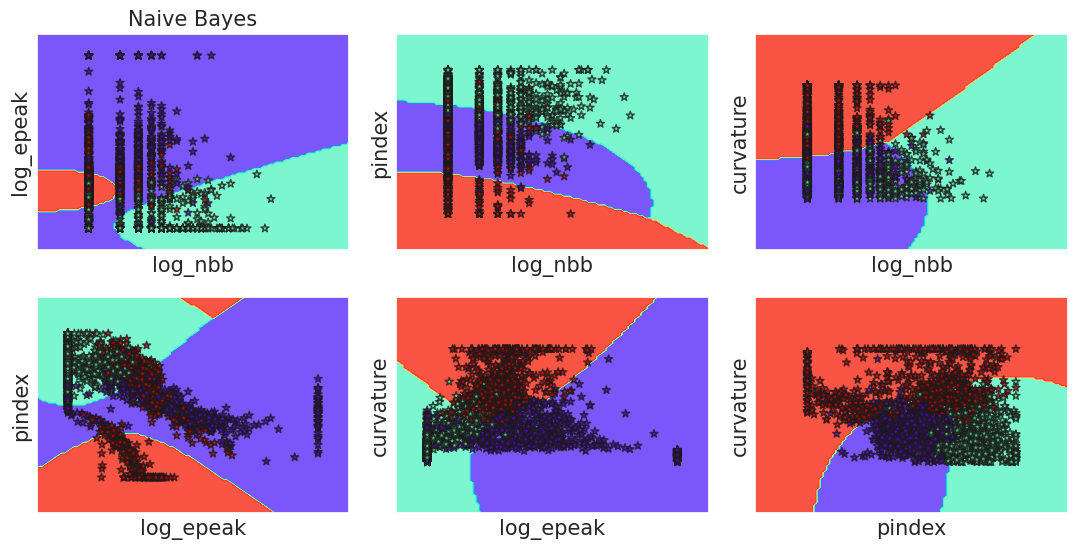 Naive Bayes
log_epeak
log_nbb
pindex
log_nbb
curvature
log_nbb
pindex
log_epeak
curvature
log_epeak
curvature
pindex